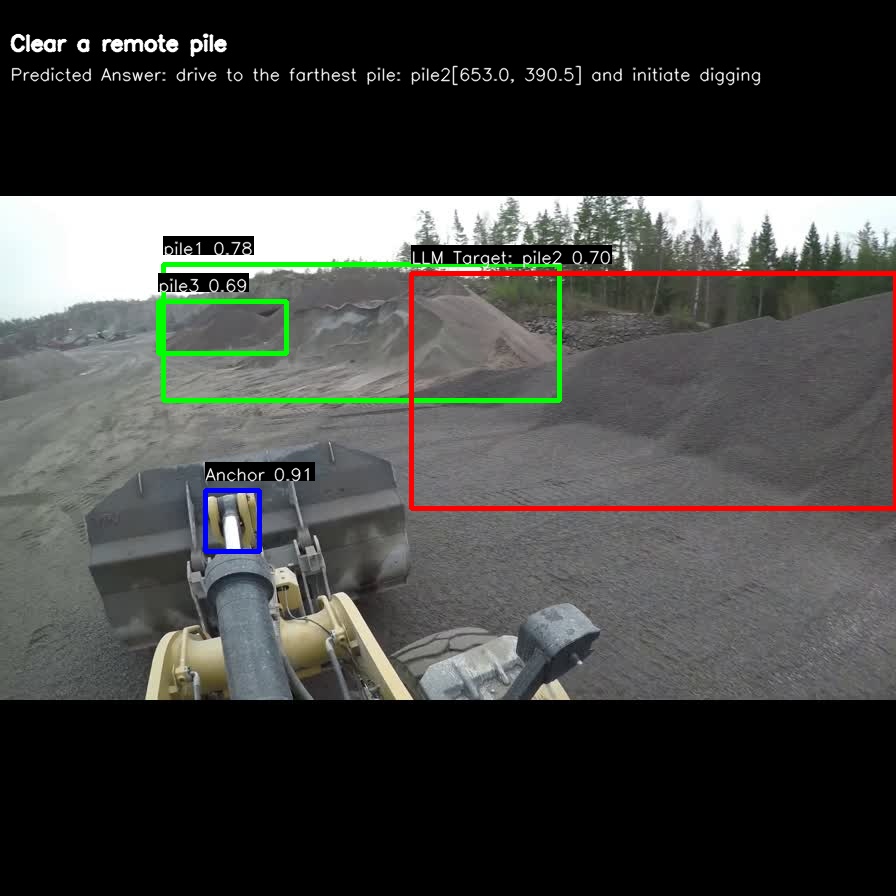 Clear a remote pile
Predicted Answer: drive to the farthest pile: pile2[653.0, 390.5] and initiate digging
pile1 0.78
LLM Target: pile2 0.70
pile3 0.69
Anchor 0.91